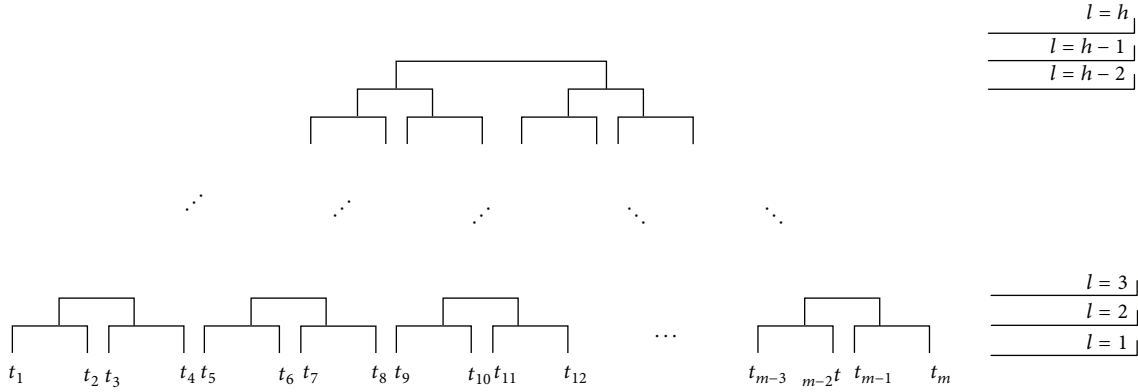 l = h
l = h − 1
l = h − 2
l = 3
l = 2
l = 1
t₁ t₂ t₃ t₄ t₅ t₆ t₇ t₈ t₉ t₁₀ t₁₁ t₁₂ ⋯ tₘ₋₃ ₘ₋₂t tₘ₋₁ tₘ